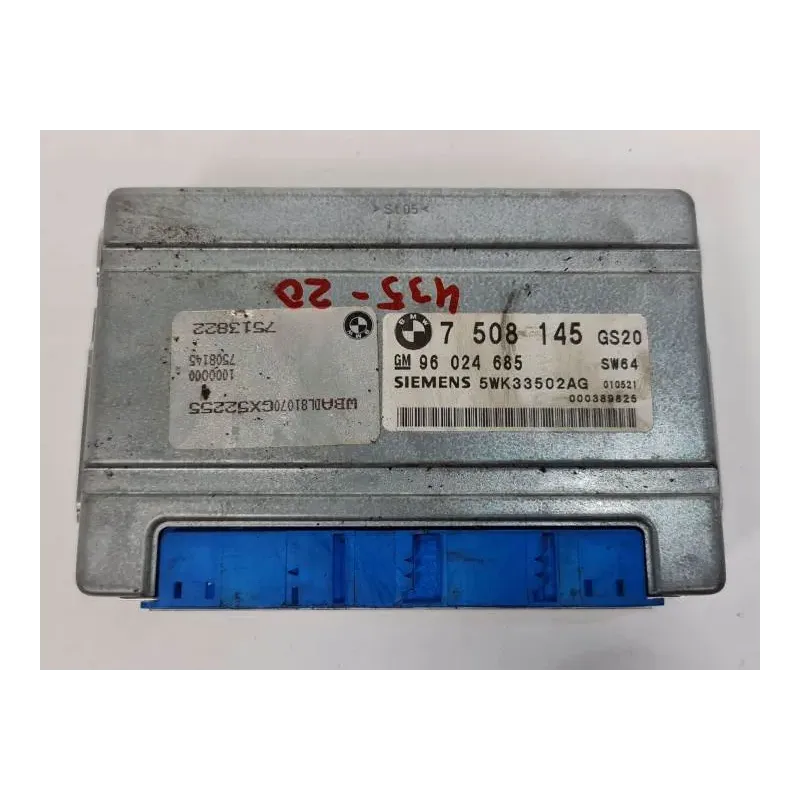 >S105<
435-20
BMW 7 508 145 GS20
GM 96 024 685 SW64
SIEMENS 5WK33502AG 010521
000389825
WBADL81070GX52255
1000000
7508145
7513822